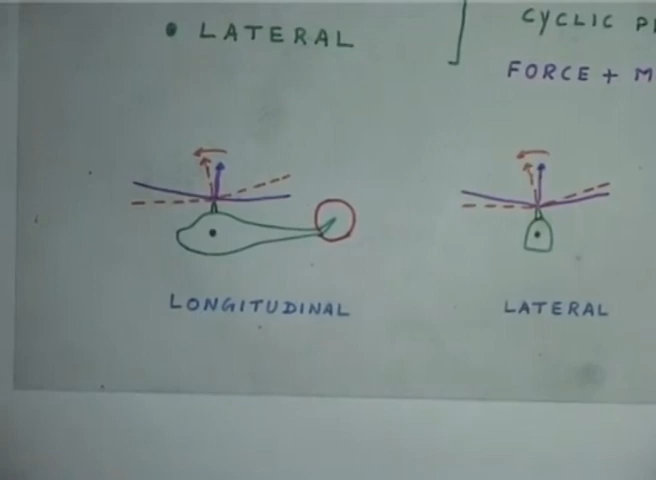 • LATERAL
CYCLIC
FORCE +
LONGITUDINAL
LATERAL